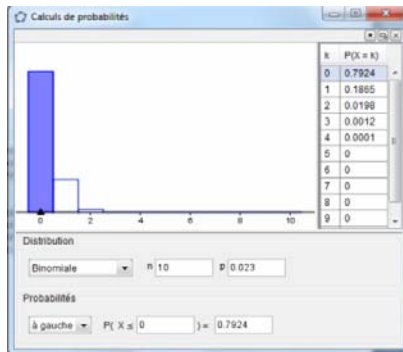 Calculs de probabilités
k P(X = k)
0 0.7924
1 0.1865
2 0.0198
3 0.0012
4 0.0001
5 0
6 0
7 0
8 0
9 0
0 2 4 6 8 10
Distribution
Binomiale n 10 p 0.023
Probabilités
à gauche P( X ≤ 0 ) = 0.7924